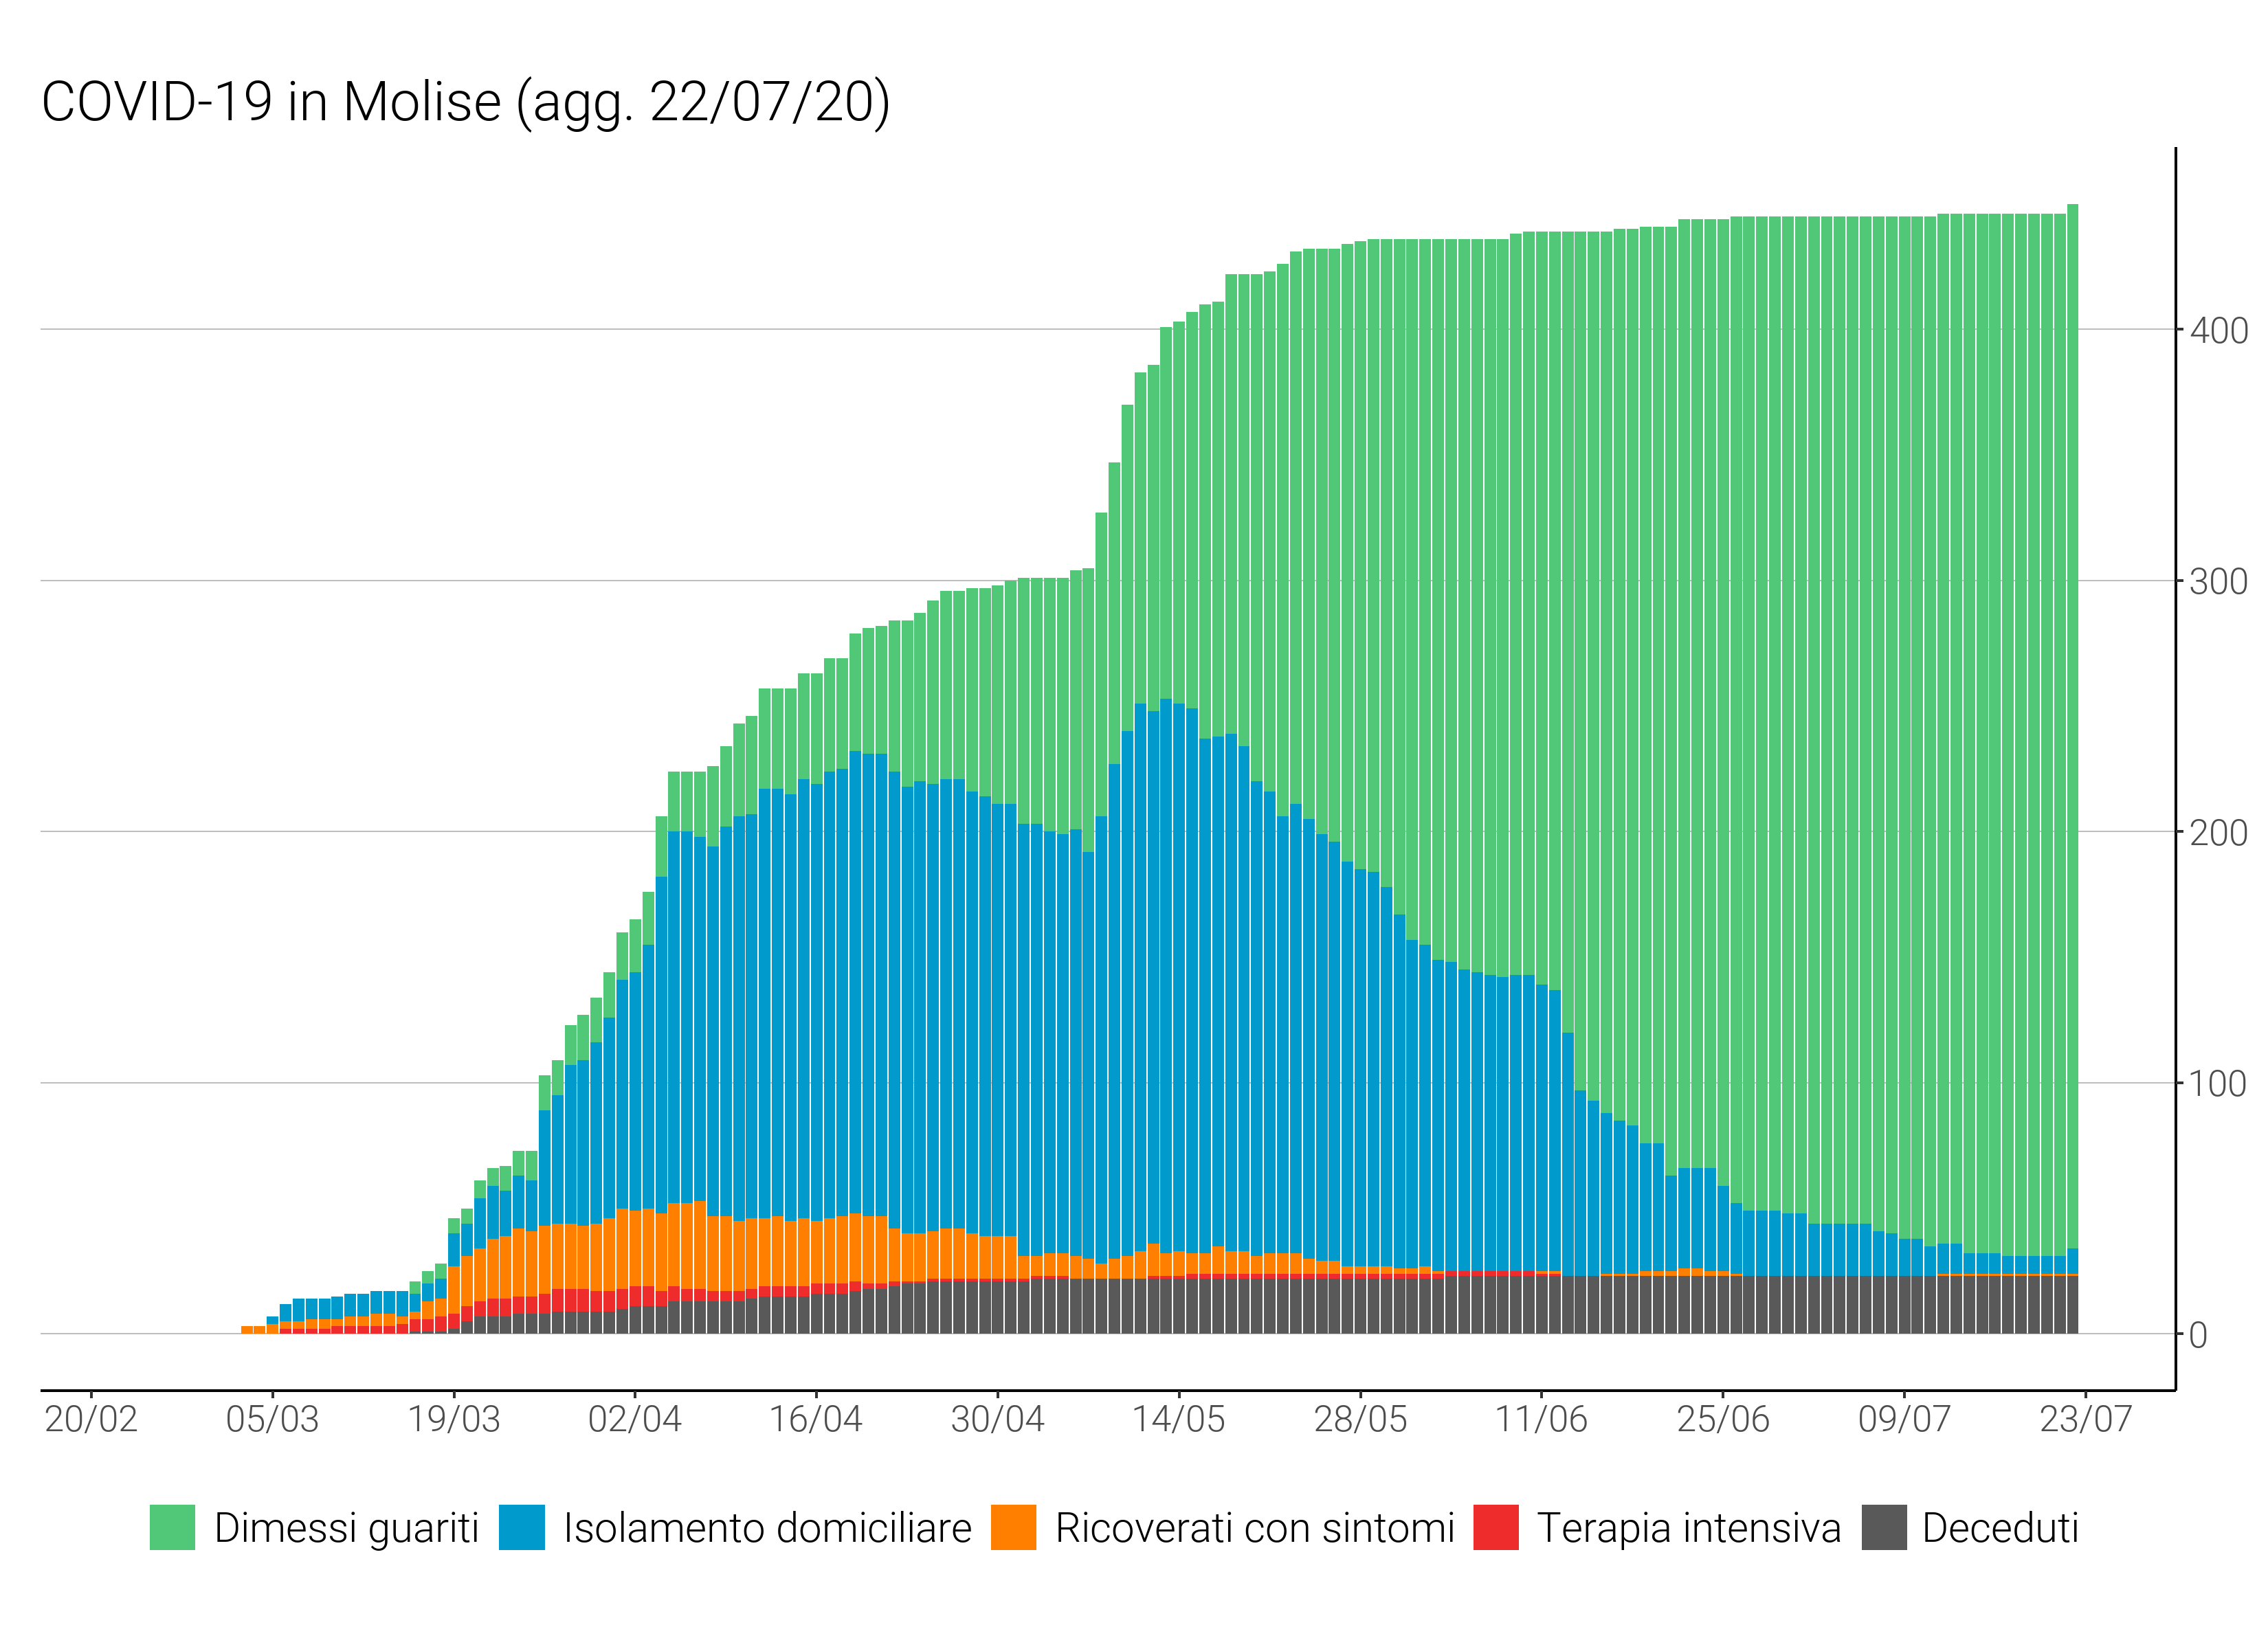 COVID-19 in Molise (agg. 22/07/20)
400
300
200
100
0
20/02 05/03 19/03 02/04 16/04 30/04 14/05 28/05 11/06 25/06 09/07 23/07
Dimessi guariti Isolamento domiciliare Ricoverati con sintomi Terapia intensiva Deceduti